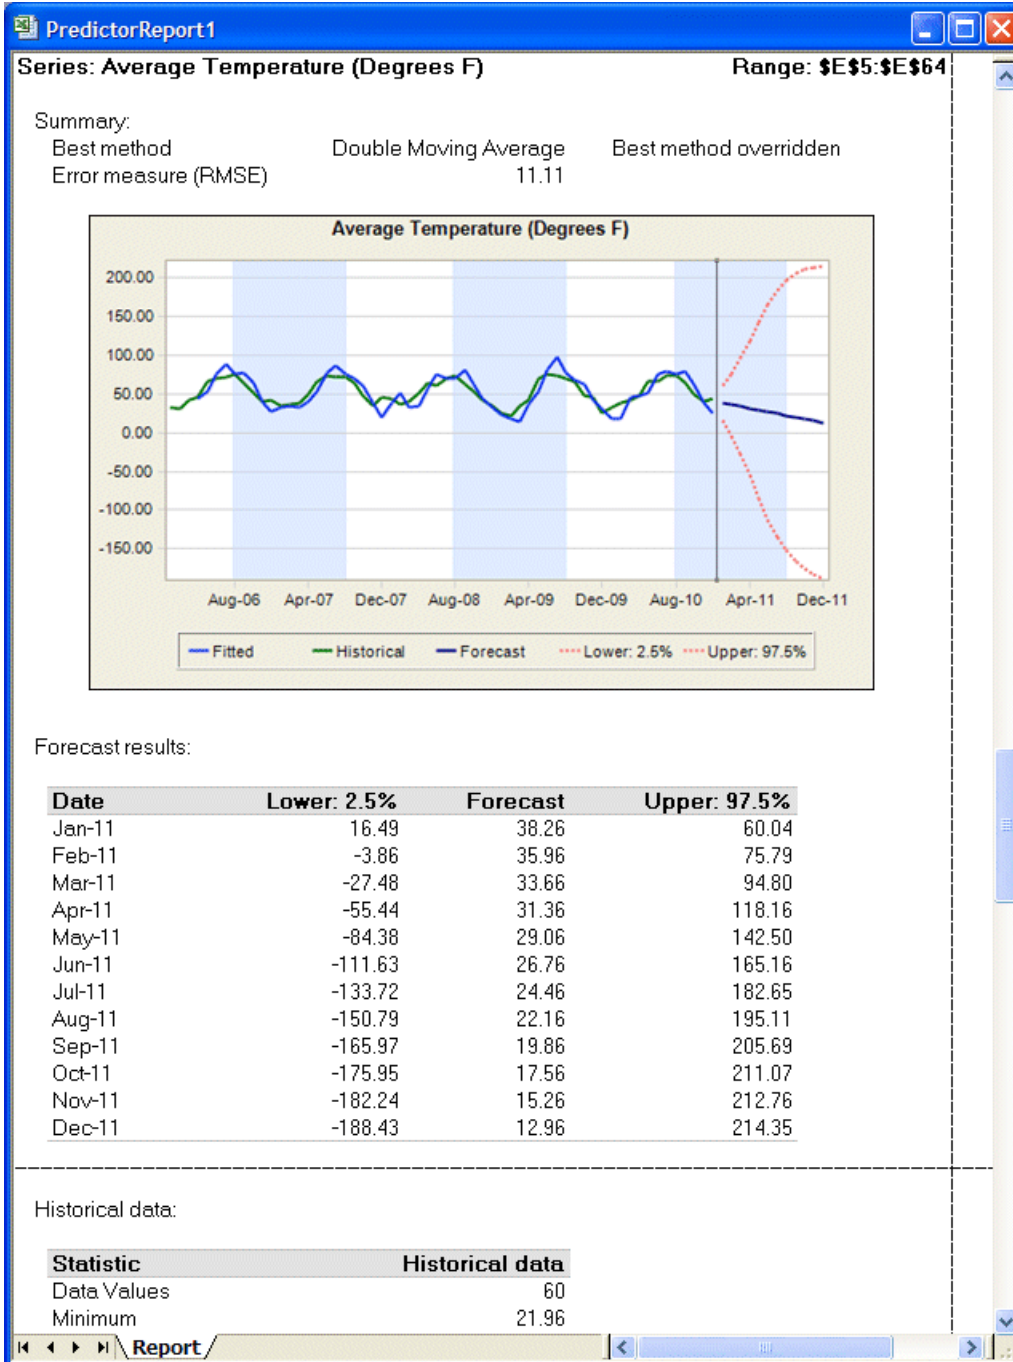 PredictorReport1
Series: Average Temperature (Degrees F) Range: $E$5:$E$64
Summary:
Best method Double Moving Average Best method overridden
Error measure (RMSE) 11.11
Average Temperature (Degrees F)
200.00
150.00
100.00
50.00
0.00
-50.00
-100.00
-150.00
Aug-06 Apr-07 Dec-07 Aug-08 Apr-09 Dec-09 Aug-10 Apr-11 Dec-11
Fitted Historical Forecast Lower: 2.5% Upper: 97.5%
Forecast results:
Date Lower: 2.5% Forecast Upper: 97.5%
Jan-11 16.49 38.26 60.04
Feb-11 -3.86 35.96 75.79
Mar-11 -27.48 33.66 94.80
Apr-11 -55.44 31.36 118.16
May-11 -84.38 29.06 142.50
Jun-11 -111.63 26.76 165.16
Jul-11 -133.72 24.46 182.65
Aug-11 -150.79 22.16 195.11
Sep-11 -165.97 19.86 205.69
Oct-11 -175.95 17.56 211.07
Nov-11 -182.24 15.26 212.76
Dec-11 -188.43 12.96 214.35
Historical data:
Statistic Historical data
Data Values 60
Minimum 21.96
Report